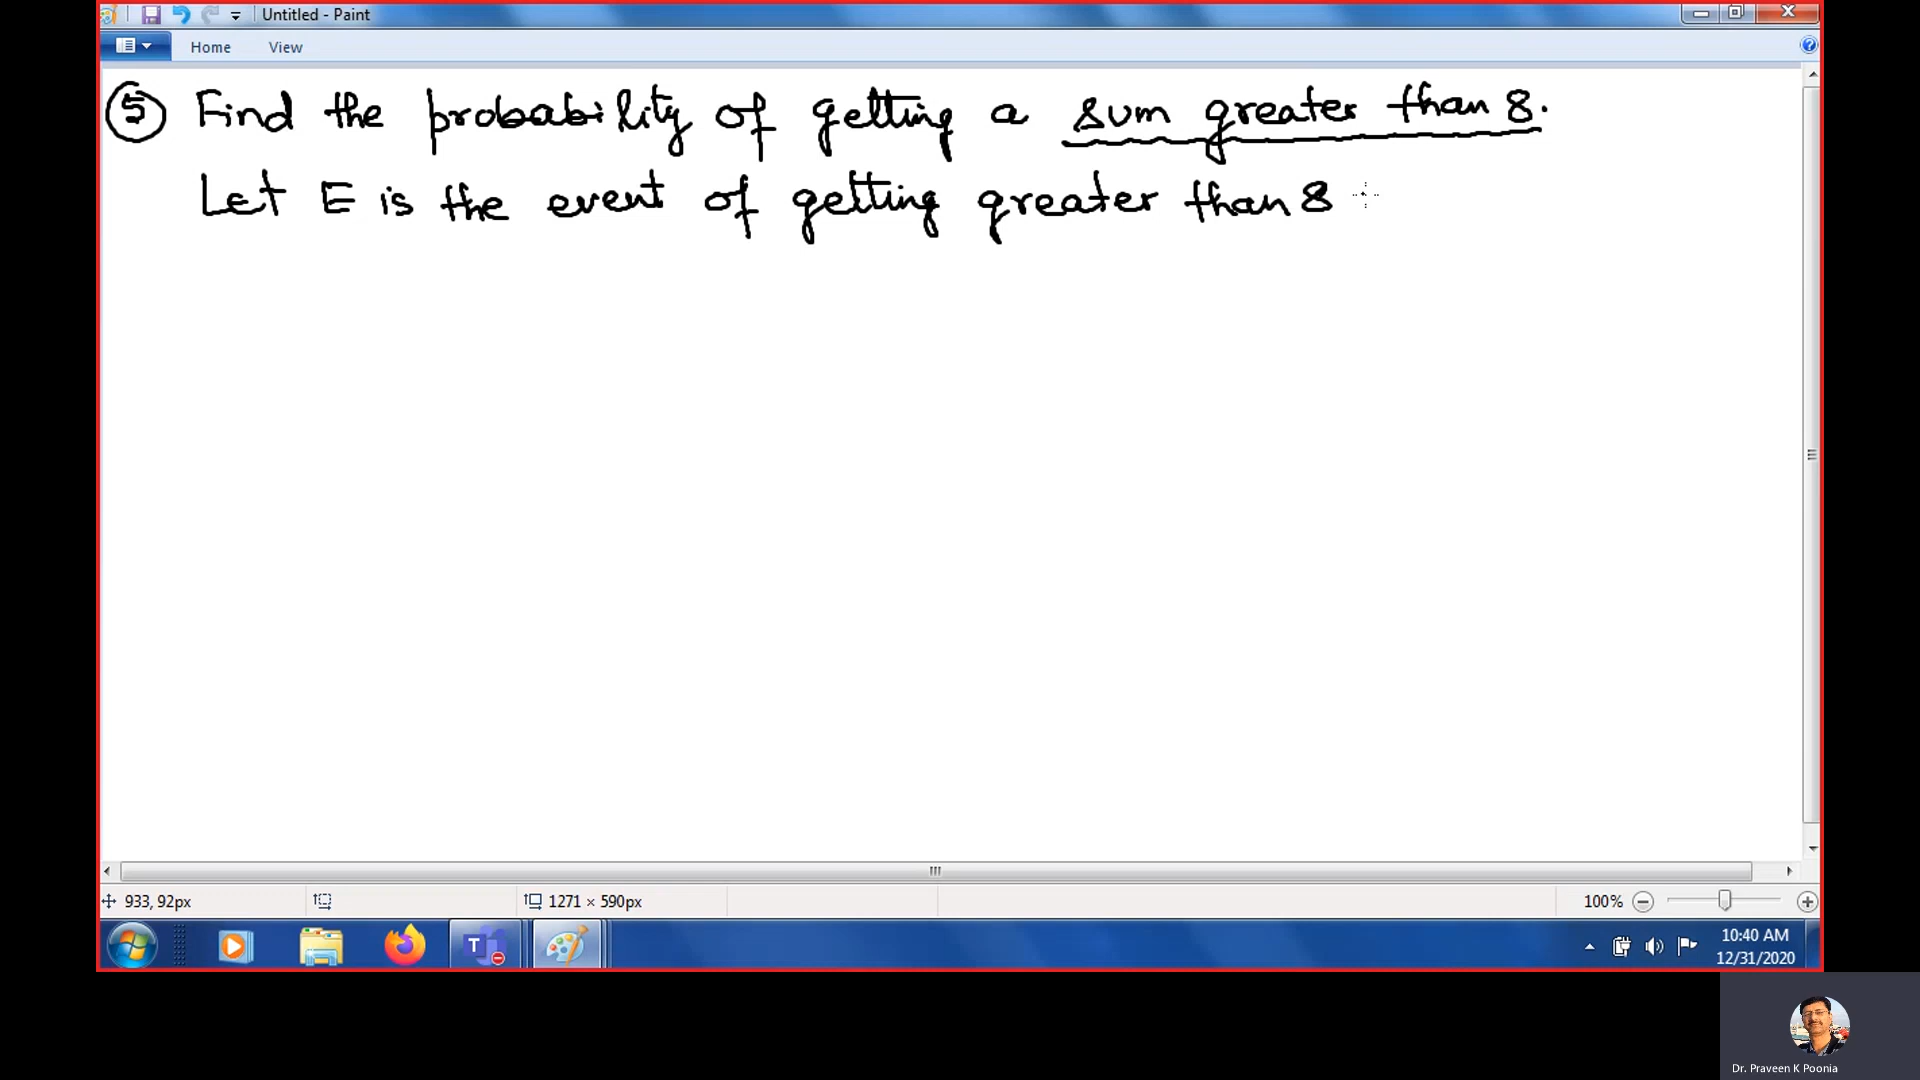 Untitled - Paint
Home View
5 Find the probability of getting a sum greater than 8.
Let E is the event of getting greater than 8
933, 92px
1271 × 590px
100%
T
10:40 AM
12/31/2020
Dr. Praveen K Poonia